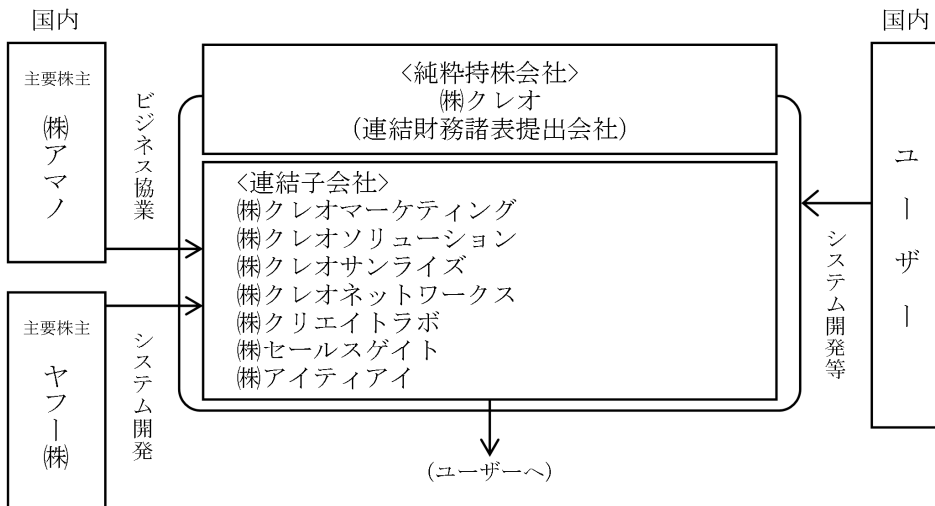 国内
主要株主
㈱アマノ
ビジネス協業
主要株主
ヤフー㈱
システム開発
<純粋持株会社>
㈱クレオ
(連結財務諸表提出会社)
<連結子会社>
㈱クレオマーケティング
㈱クレオソリューション
㈱クレオサンライズ
㈱クレオネットワークス
㈱クリエイトラボ
㈱セールスゲイト
㈱アイティアイ
(ユーザーへ)
国内
ユーザー
システム開発等